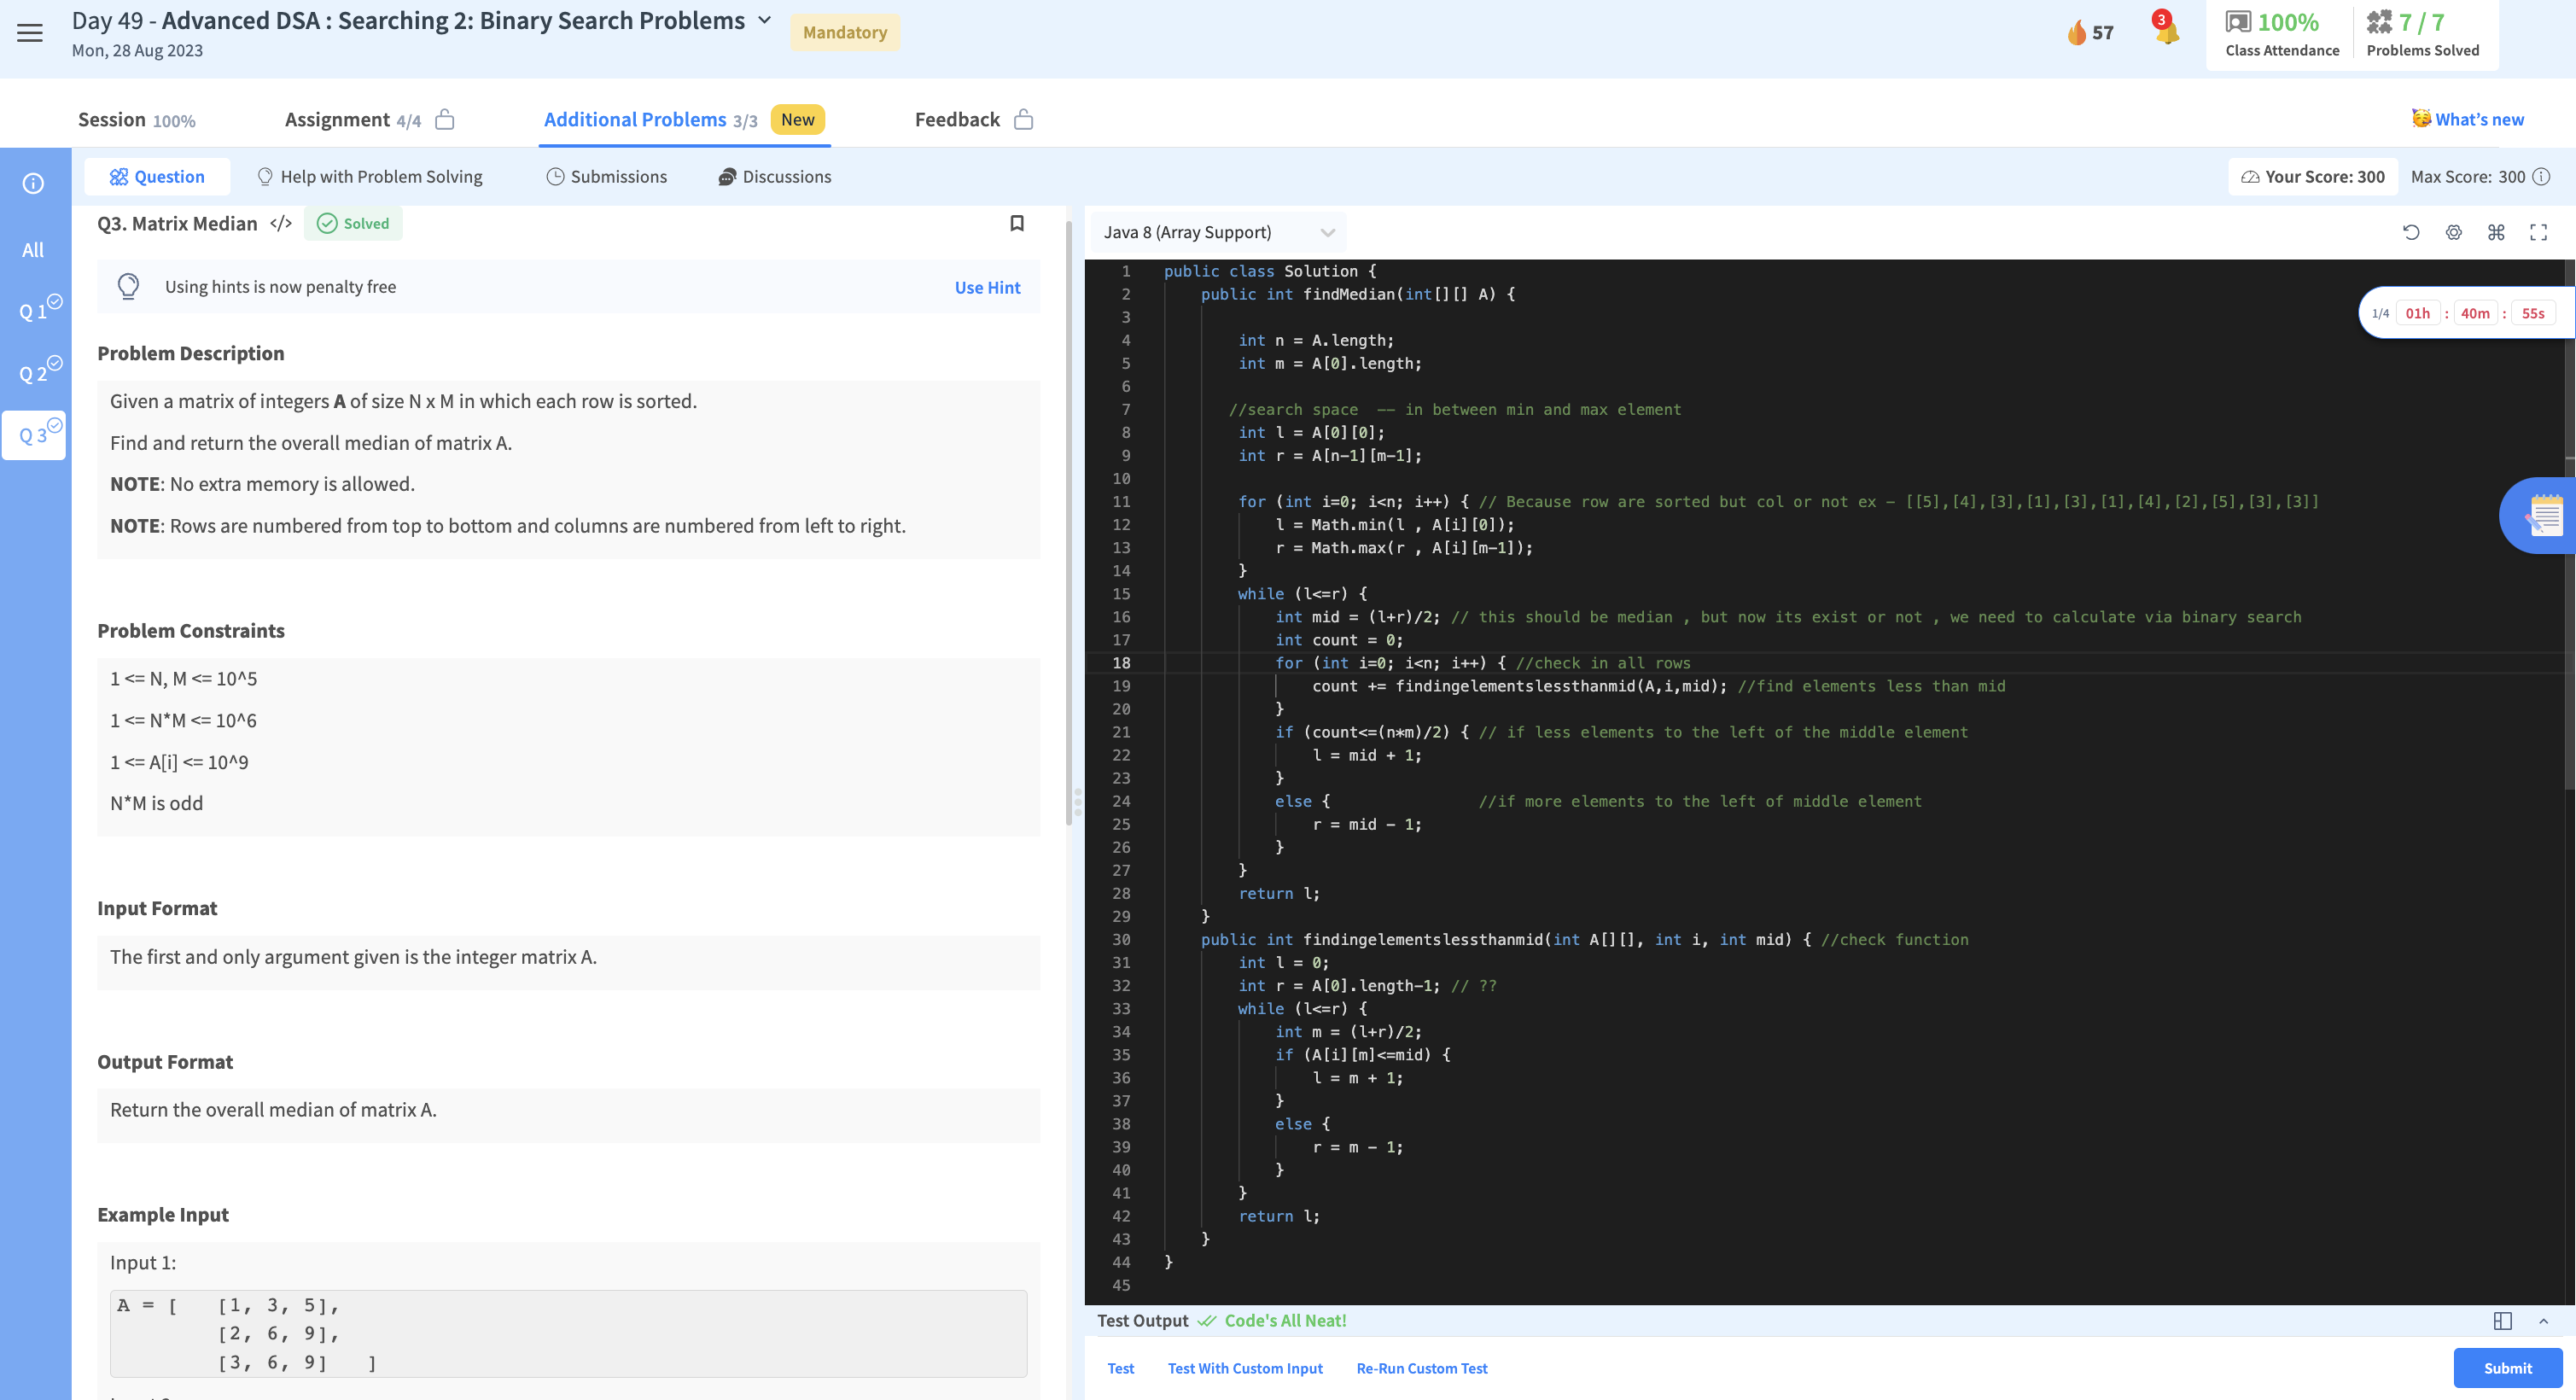 Day 49 - Advanced DSA : Searching 2: Binary Search Problems
Mandatory
Mon, 28 Aug 2023
57
3
100%
Class Attendance
7 / 7
Problems Solved
Session 100%
Assignment 4/4
Additional Problems 3/3 New
Feedback
What's new
Question
Help with Problem Solving
Submissions
Discussions
Your Score: 300
Max Score: 300
All
Q 1
Q 2
Q 3
Q3. Matrix Median </> Solved
Using hints is now penalty free
Use Hint
Problem Description
Given a matrix of integers A of size N x M in which each row is sorted.
Find and return the overall median of matrix A.
NOTE: No extra memory is allowed.
NOTE: Rows are numbered from top to bottom and columns are numbered from left to right.
Problem Constraints
1 <= N, M <= 10^5
1 <= N*M <= 10^6
1 <= A[i] <= 10^9
N*M is odd
Input Format
The first and only argument given is the integer matrix A.
Output Format
Return the overall median of matrix A.
Example Input
Input 1:
A = [   [1, 3, 5],
        [2, 6, 9],
        [3, 6, 9]   ]
Java 8 (Array Support)
1/4 01h : 40m : 55s
1 public class Solution {
2     public int findMedian(int[][] A) {
3
4         int n = A.length;
5         int m = A[0].length;
6
7        //search space  -- in between min and max element
8         int l = A[0][0];
9         int r = A[n-1][m-1];
10
11         for (int i=0; i<n; i++) { // Because row are sorted but col or not ex - [[5],[4],[3],[1],[3],[1],[4],[2],[5],[3],[3]]
12             l = Math.min(l , A[i][0]);
13             r = Math.max(r , A[i][m-1]);
14         }
15         while (l<=r) {
16             int mid = (l+r)/2; // this should be median , but now its exist or not , we need to calculate via binary search
17             int count = 0;
18             for (int i=0; i<n; i++) { //check in all rows
19                 count += findingelementslessthanmid(A,i,mid); //find elements less than mid
20             }
21             if (count<=(n*m)/2) { // if less elements to the left of the middle element
22                 l = mid + 1;
23             }
24             else {                //if more elements to the left of middle element
25                 r = mid - 1;
26             }
27         }
28         return l;
29     }
30     public int findingelementslessthanmid(int A[][], int i, int mid) { //check function
31         int l = 0;
32         int r = A[0].length-1; // ??
33         while (l<=r) {
34             int m = (l+r)/2;
35             if (A[i][m]<=mid) {
36                 l = m + 1;
37             }
38             else {
39                 r = m - 1;
40             }
41         }
42         return l;
43     }
44 }
45
Test Output Code's All Neat!
Test
Test With Custom Input
Re-Run Custom Test
Submit